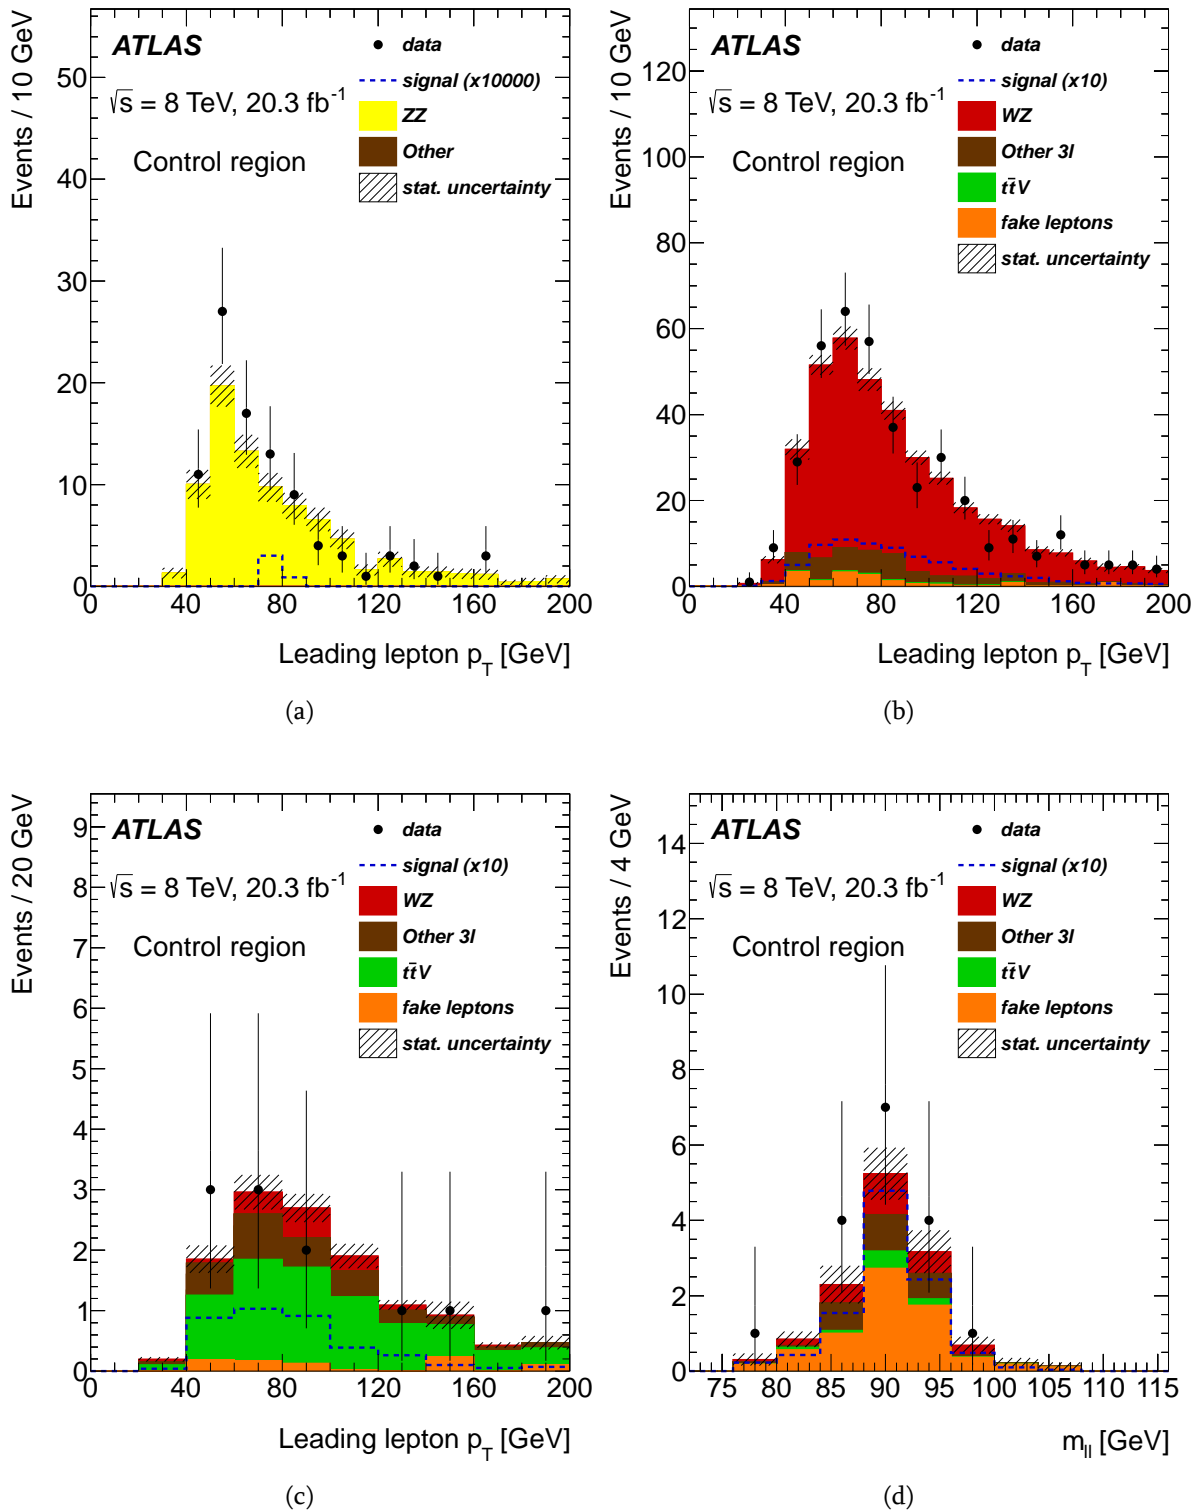 Events / 10 GeV
50
40
30
20
10
0
ATLAS
√s = 8 TeV, 20.3 fb-1
Control region
data
signal (x10000)
ZZ
Other
stat. uncertainty
0 40 80 120 160 200
Leading lepton pT [GeV]
(a)
Events / 10 GeV
120
100
80
60
40
20
0
ATLAS
√s = 8 TeV, 20.3 fb-1
Control region
data
signal (x10)
WZ
Other 3l
tt̄V
fake leptons
stat. uncertainty
0 40 80 120 160 200
Leading lepton pT [GeV]
(b)
Events / 20 GeV
9
8
7
6
5
4
3
2
1
0
ATLAS
√s = 8 TeV, 20.3 fb-1
Control region
data
signal (x10)
WZ
Other 3l
tt̄V
fake leptons
stat. uncertainty
0 40 80 120 160 200
Leading lepton pT [GeV]
(c)
Events / 4 GeV
14
12
10
8
6
4
2
0
ATLAS
√s = 8 TeV, 20.3 fb-1
Control region
data
signal (x10)
WZ
Other 3l
tt̄V
fake leptons
stat. uncertainty
75 80 85 90 95 100 105 110 115
mll [GeV]
(d)